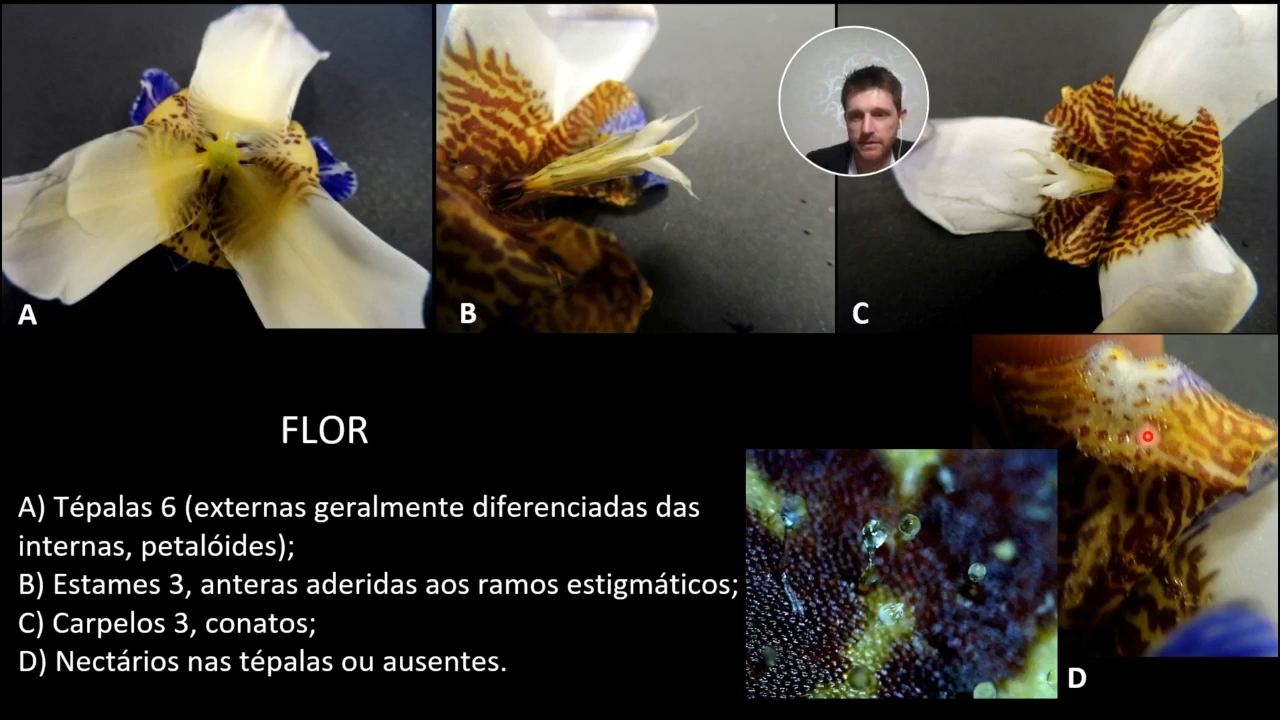 A
B
C
FLOR
A) Tépalas 6 (externas geralmente diferenciadas das
internas, petalóides);
B) Estames 3, anteras aderidas aos ramos estigmáticos;
C) Carpelos 3, conatos;
D) Nectários nas tépalas ou ausentes.
D